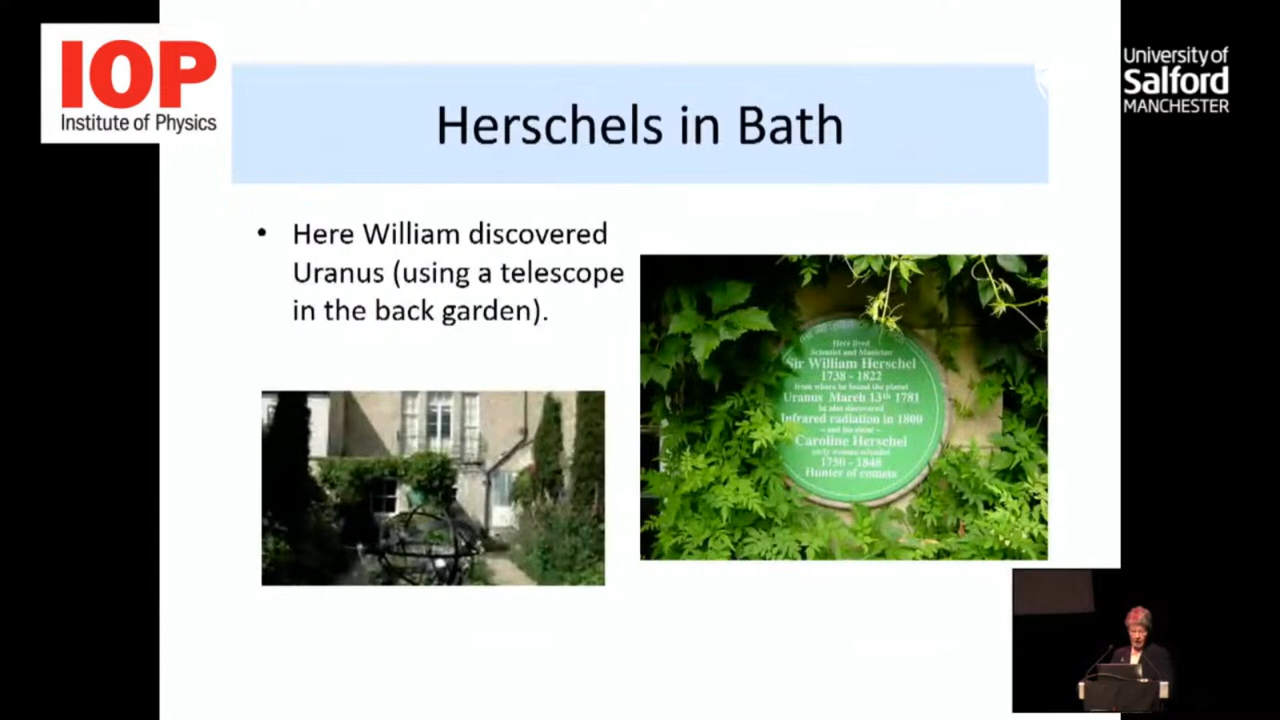 IOP
Institute of Physics
University of
Salford
MANCHESTER
Herschels in Bath
• Here William discovered
Uranus (using a telescope
in the back garden).
Here lived
Scientist and Musician
Sir William Herschel
1738 - 1822
from where he found the planet
Uranus March 13th 1781
he also discovered
Infrared radiation in 1800
- and his sister -
Caroline Herschel
early woman scientist
1750 - 1848
Hunter of comets